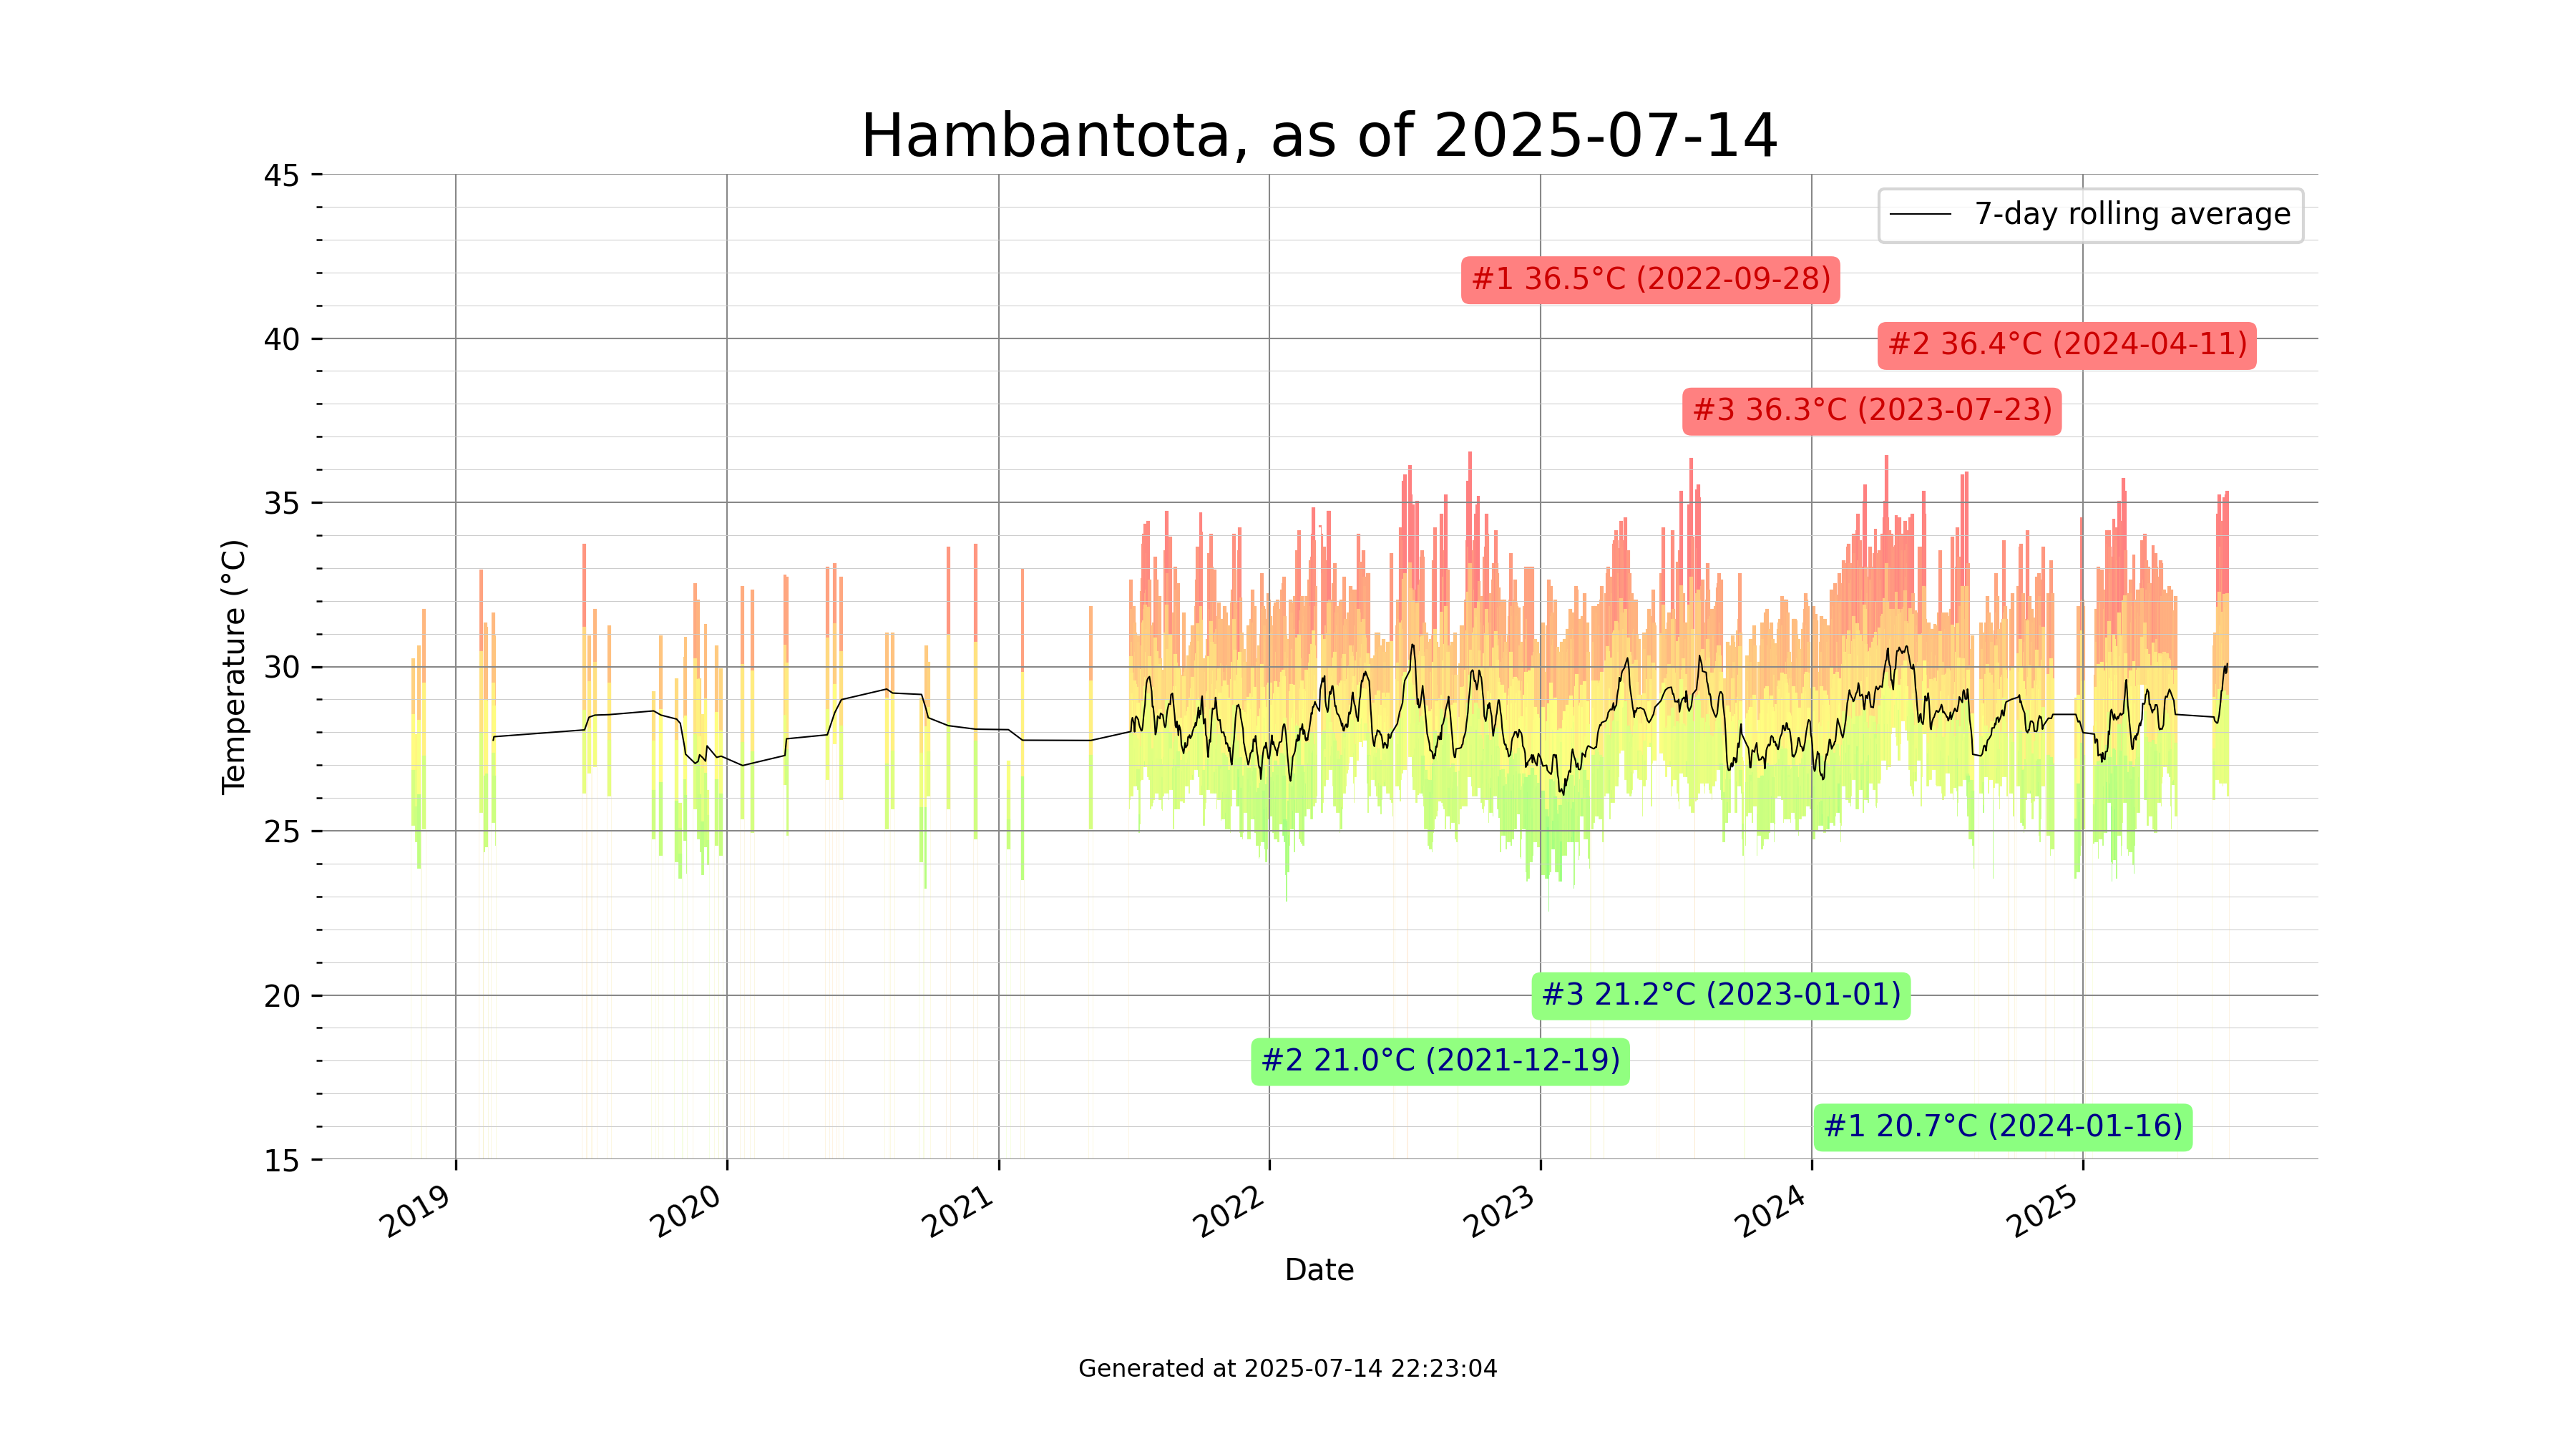 Hambantota, as of 2025-07-14
7-day rolling average
#1 36.5°C (2022-09-28)
#2 36.4°C (2024-04-11)
#3 36.3°C (2023-07-23)
#3 21.2°C (2023-01-01)
#2 21.0°C (2021-12-19)
#1 20.7°C (2024-01-16)
Temperature (°C)
45
40
35
30
25
20
15
2019
2020
2021
2022
2023
2024
2025
Date
Generated at 2025-07-14 22:23:04